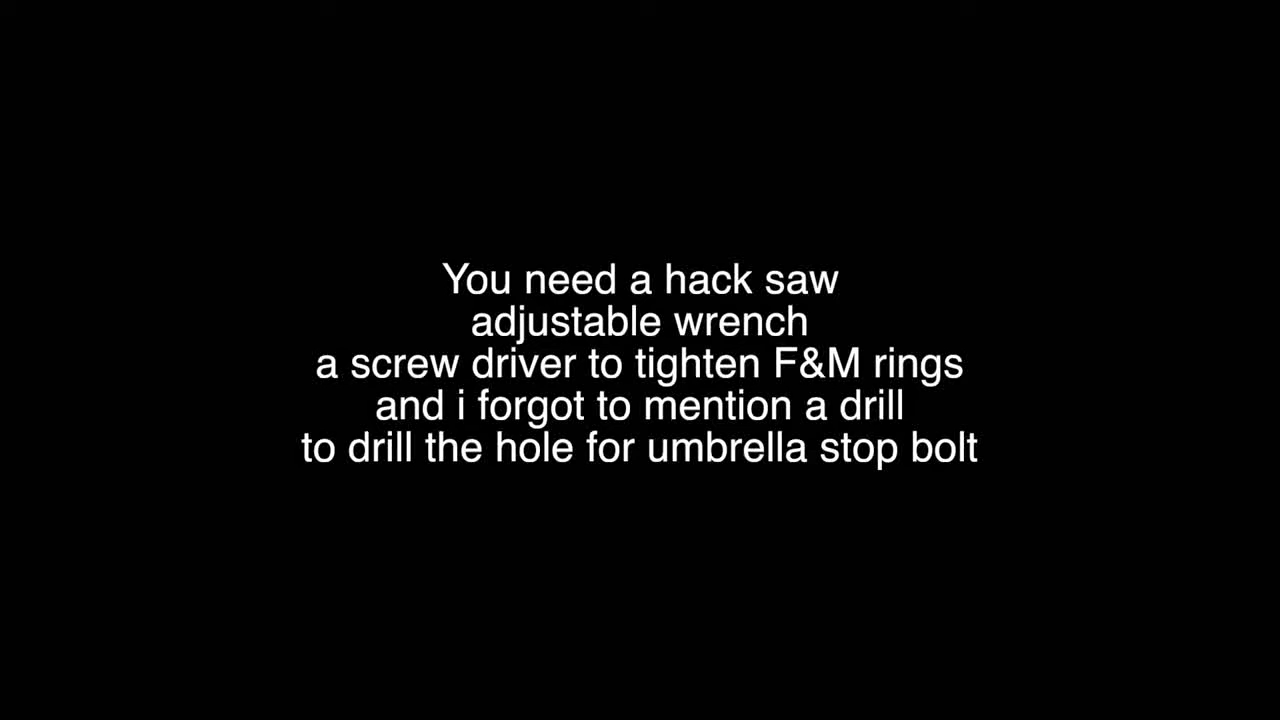 You need a hack saw
adjustable wrench
a screw driver to tighten F&M rings
and i forgot to mention a drill
to drill the hole for umbrella stop bolt